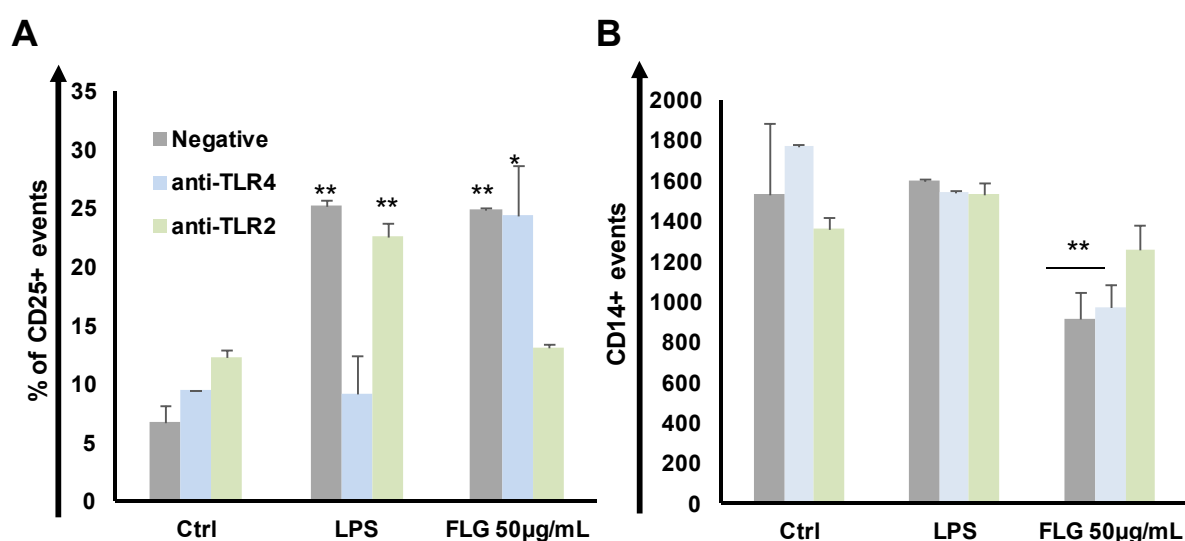 A
% of CD25+ events
35
30
25
20
15
10
5
0
Negative
anti-TLR4
anti-TLR2
**
**
**
*
Ctrl
LPS
FLG 50µg/mL
B
CD14+ events
2000
1800
1600
1400
1200
1000
800
600
400
200
0
**
Ctrl
LPS
FLG 50µg/mL